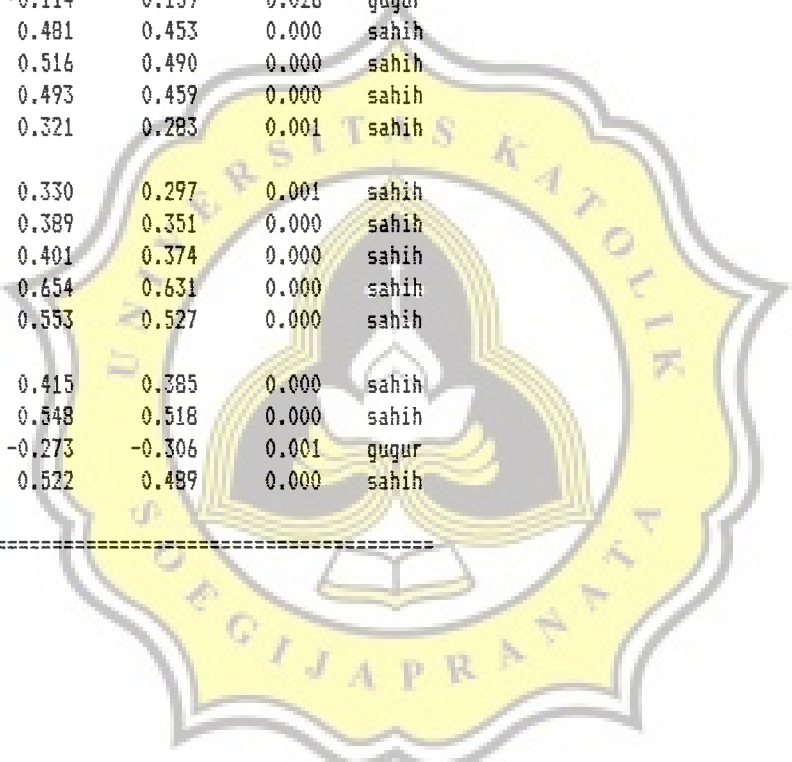 gugur
0.481 0.453 0.000 sahih
0.516 0.490 0.000 sahih
0.493 0.459 0.000 sahih
0.321 0.283 0.001 sahih
0.330 0.297 0.001 sahih
0.389 0.351 0.000 sahih
0.401 0.374 0.000 sahih
0.654 0.631 0.000 sahih
0.553 0.527 0.000 sahih
0.415 0.385 0.000 sahih
0.548 0.518 0.000 sahih
-0.273 -0.306 0.001 gugur
0.522 0.489 0.000 sahih
UNIVERSITAS KATOLIK
SOEGIJAPRANATA